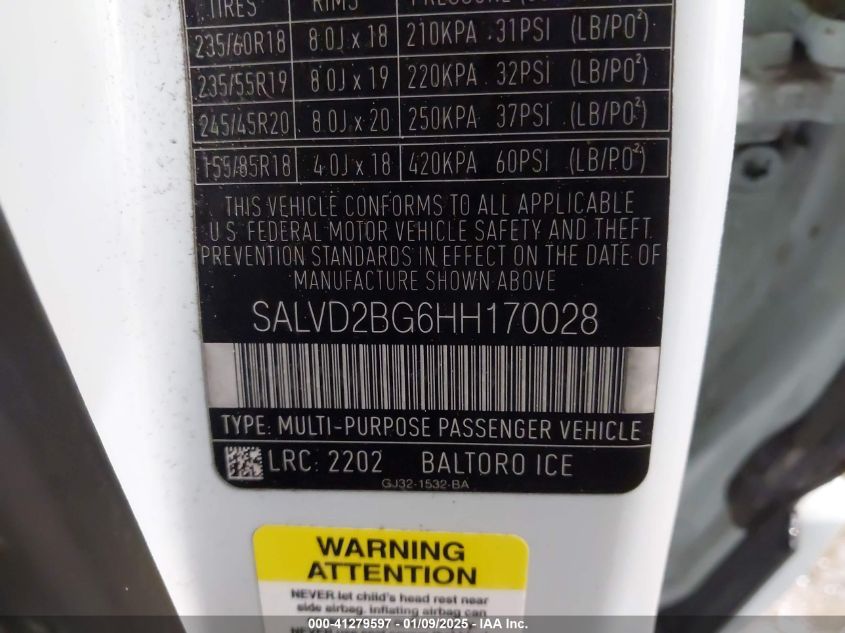 TIRES RIMS PRESSURE
235/60R18 8.0J x 18 210KPA 31PSI (LB/PO²)
235/55R19 8.0J x 19 220KPA 32PSI (LB/PO²)
245/45R20 8.0J x 20 250KPA 37PSI (LB/PO²)
155/85R18 4.0J x 18 420KPA 60PSI (LB/PO²)
THIS VEHICLE CONFORMS TO ALL APPLICABLE
U.S. FEDERAL MOTOR VEHICLE SAFETY AND THEFT
PREVENTION STANDARDS IN EFFECT ON THE DATE OF
MANUFACTURE SHOWN ABOVE
SALVD2BG6HH170028
TYPE: MULTI-PURPOSE PASSENGER VEHICLE
LRC: 2202 BALTORO ICE
GJ32-1532-BA
WARNING
ATTENTION
NEVER let child's head rest near
side airbag. inflating airbag can
000-41279597 - 01/09/2025 - IAA Inc.